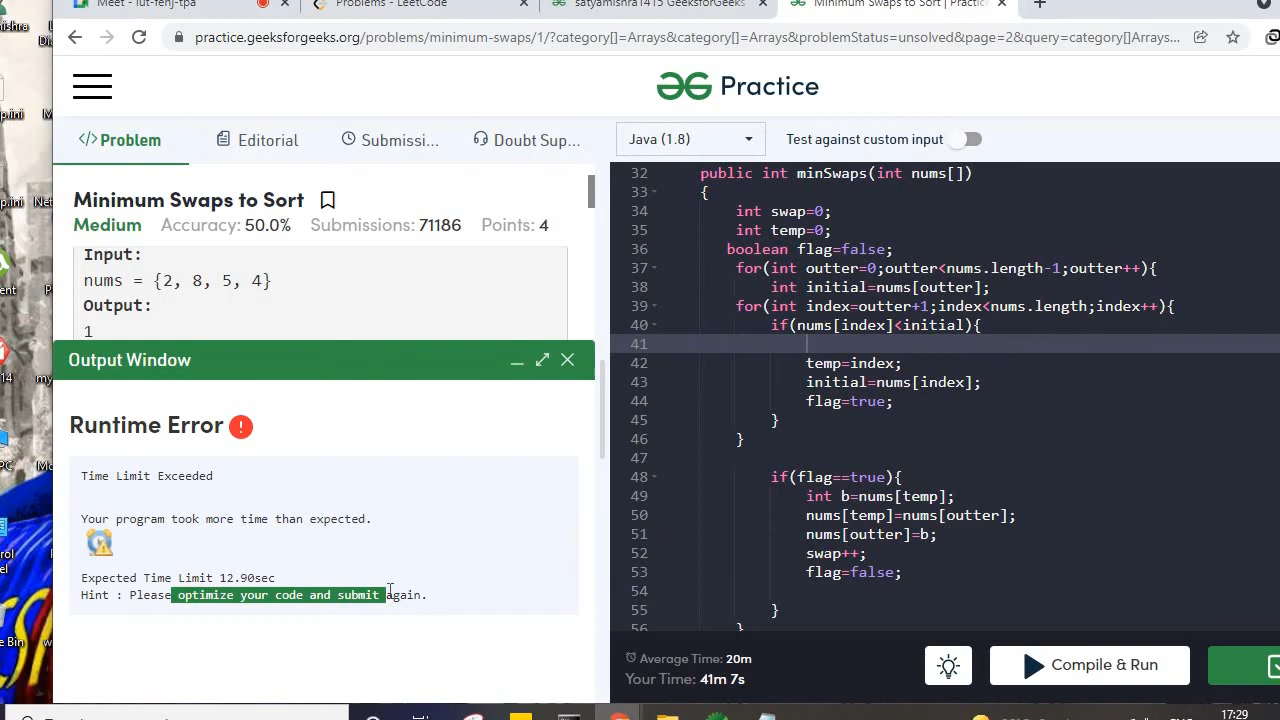 Meet - iut-fehj-tpa
Problems - LeetCode
satyamishra1415 GeeksforGeeks
Minimum Swaps to Sort | Practice
practice.geeksforgeeks.org/problems/minimum-swaps/1/?category[]=Arrays&category[]=Arrays&problemStatus=unsolved&page=2&query=category[]Arrays...
Practice
</> Problem
Editorial
Submissi...
Doubt Sup...
Java (1.8)
Test against custom input
Minimum Swaps to Sort
Medium Accuracy: 50.0% Submissions: 71186 Points: 4
Input:
nums = {2, 8, 5, 4}
Output:
1
Output Window
Runtime Error
Time Limit Exceeded
Your program took more time than expected.
Expected Time Limit 12.90sec
Hint : Please optimize your code and submit again.
32 public int minSwaps(int nums[])
33 {
34 int swap=0;
35 int temp=0;
36 boolean flag=false;
37 for(int outter=0;outter<nums.length-1;outter++){
38 int initial=nums[outter];
39 for(int index=outter+1;index<nums.length;index++){
40 if(nums[index]<initial){
41
42 temp=index;
43 initial=nums[index];
44 flag=true;
45 }
46 }
47
48 if(flag==true){
49 int b=nums[temp];
50 nums[temp]=nums[outter];
51 nums[outter]=b;
52 swap++;
53 flag=false;
54
55 }
56 }
Average Time: 20m
Your Time: 41m 7s
Compile & Run
17:29